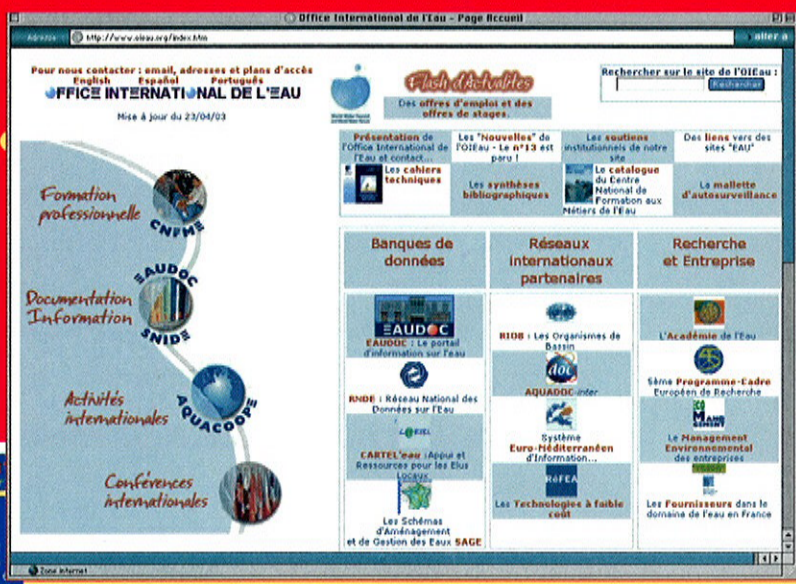 Office International de l'Eau - Page Accueil
Adresse http://www.oieau.org/index.htm
aller à
Pour nous contacter : email, adresses et plans d'accès
English Español Português
OFFICE INTERNATIONAL DE L'EAU
Mise à jour du 23/04/03
Flash d'Actualités
Des offres d'emploi et des
offres de stages.
Rechercher sur le site de l'OIEau :
Rechercher
Présentation de
l'Office International de
l'Eau et contact...
Les "Nouvelles" de
l'OIEau - Le n°13 est
paru !
Les soutiens
institutionnels de notre
site
Des liens vers des
sites "EAU"
Les cahiers
techniques
Les synthèses
bibliographiques
Le catalogue
du Centre
National de
Formation aux
Métiers de l'Eau
La mallette
d'autosurveillance
Formation
professionnelle
CNFME
Documentation
Information
EAUDOC
SNIDE
Activités
internationales
AQUACOOPE
Conférences
internationales
Banques de
données
EAUDOC
EAUDOC : Le portail
d'information sur l'eau
RNDE : Réseau National des
Données sur l'Eau
CARTEL'eau :Appui et
Ressources pour les Elus
Locaux
Les Schémas
d'Aménagement
et de Gestion des Eaux SAGE
Réseaux
internationaux
partenaires
RIOB : Les Organismes de
Bassin
doc
AQUADOC-inter
Système
Euro-Méditerranéen
d'Information...
RéFEA
Les Technologies à faible
coût
Recherche
et Entreprise
L'Académie de l'Eau
5ème Programme-Cadre
Européen de Recherche
ECO
MANA
GEMENT
Le Management
Environnemental
des entreprises
Les Fournisseurs dans le
domaine de l'eau en France
Zone internet